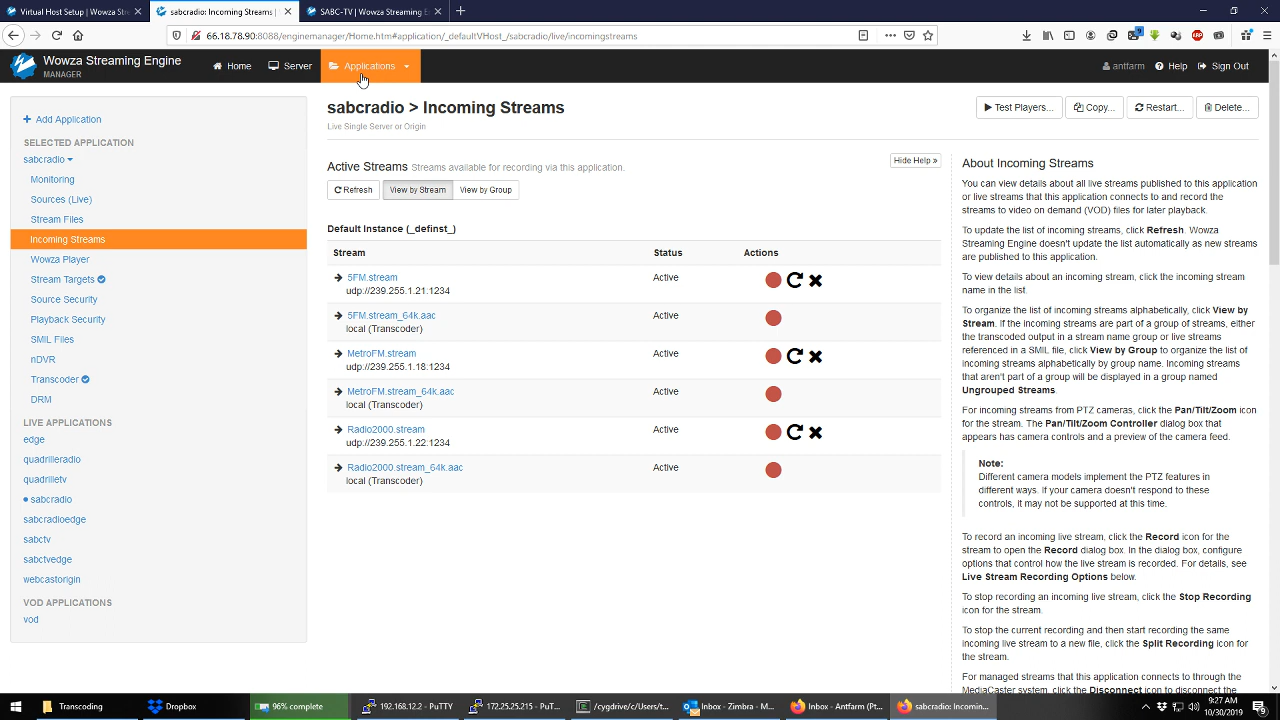 Virtual Host Setup | Wowza Stre
sabcradio: Incoming Streams |
SABC-TV | Wowza Streaming E
66.18.78.90:8088/enginemanager/Home.htm#application/_defaultVHost_/sabcradio/live/incomingstreams
Wowza Streaming Engine
MANAGER
Home
Server
Applications
antfarm
Help
Sign Out
Add Application
SELECTED APPLICATION
sabcradio
Monitoring
Sources (Live)
Stream Files
Incoming Streams
Wowza Player
Stream Targets
Source Security
Playback Security
SMIL Files
nDVR
Transcoder
DRM
LIVE APPLICATIONS
edge
quadrilleradio
quadrilletv
sabcradio
sabcradioedge
sabctv
sabctvedge
webcastorigin
VOD APPLICATIONS
vod
sabcradio > Incoming Streams
Live Single Server or Origin
Test Players...
Copy...
Restart...
Delete...
Active Streams Streams available for recording via this application.
Hide Help »
Refresh
View by Stream
View by Group
Default Instance (_definst_)
Stream Status Actions
5FM.stream Active
udp://239.255.1.21:1234
5FM.stream_64k.aac Active
local (Transcoder)
MetroFM.stream Active
udp://239.255.1.18:1234
MetroFM.stream_64k.aac Active
local (Transcoder)
Radio2000.stream Active
udp://239.255.1.22:1234
Radio2000.stream_64k.aac Active
local (Transcoder)
About Incoming Streams
You can view details about all live streams published to this application
or live streams that this application connects to and record the
streams to video on demand (VOD) files for later playback.
To update the list of incoming streams, click Refresh. Wowza
Streaming Engine doesn't update the list automatically as new streams
are published to this application.
To view details about an incoming stream, click the incoming stream
name in the list.
To organize the list of incoming streams alphabetically, click View by
Stream. If the incoming streams are part of a group of streams, either
the transcoded output in a stream name group or live streams
referenced in a SMIL file, click View by Group to organize the list of
incoming streams alphabetically by group name. Incoming streams
that aren't part of a group will be displayed in a group named
Ungrouped Streams.
For incoming streams from PTZ cameras, click the Pan/Tilt/Zoom icon
for the stream. The Pan/Tilt/Zoom Controller dialog box that
appears has camera controls and a preview of the camera feed.
Note:
Different camera models implement the PTZ features in
different ways. If your camera doesn't respond to these
controls, it may not be supported at this time.
To record an incoming live stream, click the Record icon for the
stream to open the Record dialog box. In the dialog box, configure
options that control how the live stream is recorded. For details, see
Live Stream Recording Options below.
To stop recording an incoming live stream, click the Stop Recording
icon for the stream.
To stop the current recording and then start recording the same
incoming live stream to a new file, click the Split Recording icon for
the stream.
For managed streams that this application connects to through the
MediaCaster system, click the Disconnect icon to disconnect the
Transcoding
Dropbox
96% complete
192.168.12.2 - PuTTY
172.25.25.215 - PuT...
/cygdrive/c/Users/t...
Inbox - Zimbra - M...
Inbox - Antfarm (Pt...
sabcradio: Incomin...
9:27 AM
10/30/2019